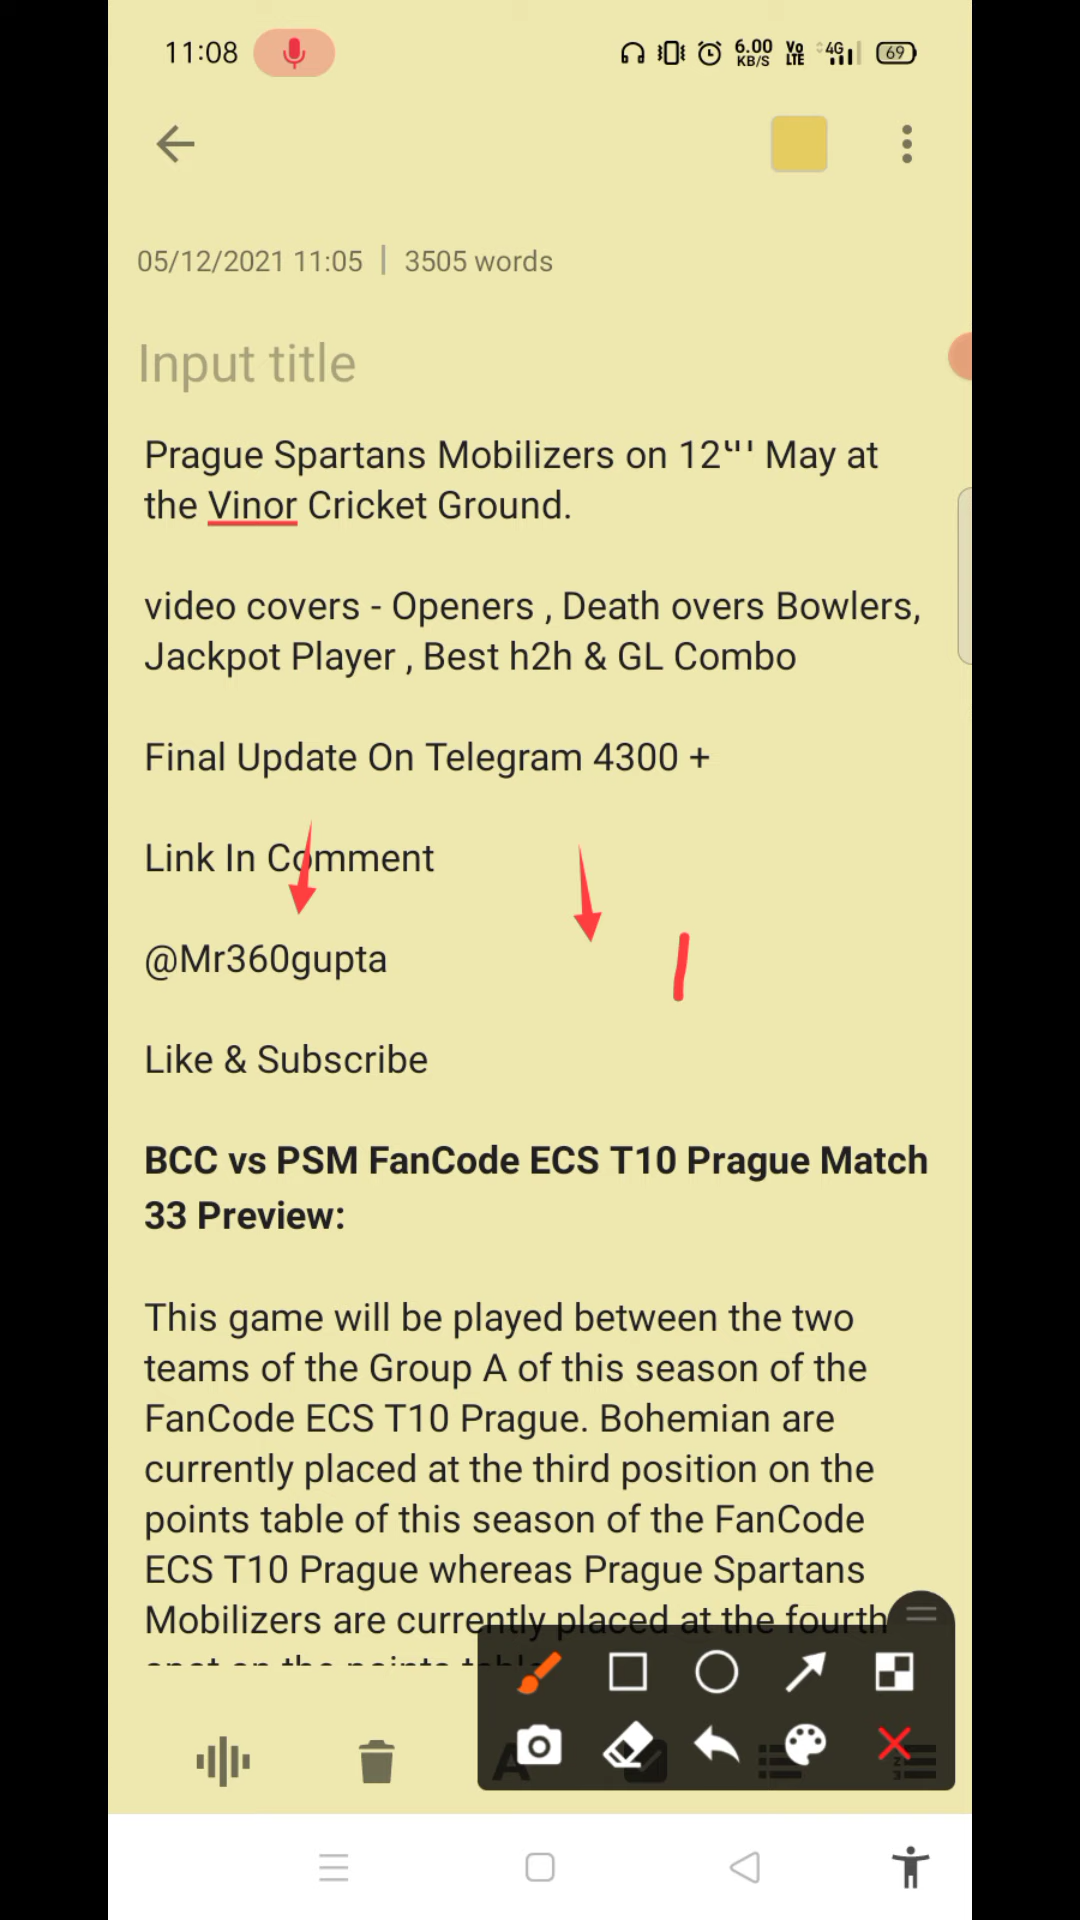 11:08
6.00
KB/S
Vo
LTE
4G
69
05/12/2021 11:05 | 3505 words
Input title
Prague Spartans Mobilizers on 12 May at
the Vinor Cricket Ground.
video covers - Openers , Death overs Bowlers,
Jackpot Player , Best h2h & GL Combo
Final Update On Telegram 4300 +
Link In Comment
@Mr360gupta
Like & Subscribe
BCC vs PSM FanCode ECS T10 Prague Match
33 Preview:
This game will be played between the two
teams of the Group A of this season of the
FanCode ECS T10 Prague. Bohemian are
currently placed at the third position on the
points table of this season of the FanCode
ECS T10 Prague whereas Prague Spartans
Mobilizers are currently placed at the fourth